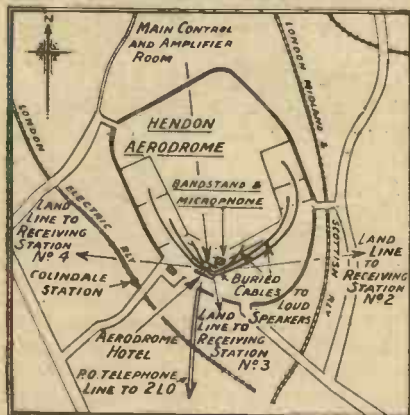 N
MAIN CONTROL
AND AMPLIFIER
ROOM
LONDON
MIDLAND &
SCOTTISH
RLY
HENDON
AERODROME
LONDON
ELECTRIC
RLY
BANDSTAND &
MICROPHONE
LAND
LINE TO
RECEIVING
STATION
Nº 4
COLINDALE
STATION
BURIED
CABLES TO
LOUD
SPEAKERS
LAND
LINE TO
RECEIVING
STATION
Nº 2
AERODROME
HOTEL
LAND
LINE TO
RECEIVING
STATION
Nº 3
P.O. TELEPHONE
LINE TO 2LO